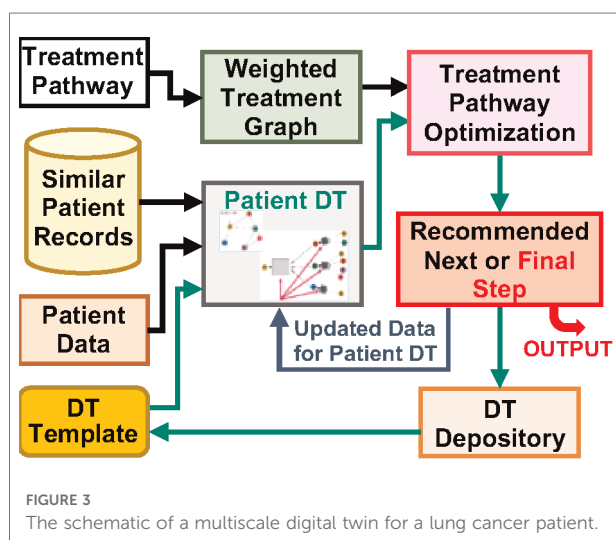 Treatment
Pathway
Weighted
Treatment
Graph
Treatment
Pathway
Optimization
Similar
Patient
Records
Patient DT
Recommended
Next or Final
Step
Patient
Data
Updated Data
for Patient DT
OUTPUT
DT
Template
DT
Depository
FIGURE 3
The schematic of a multiscale digital twin for a lung cancer patient.